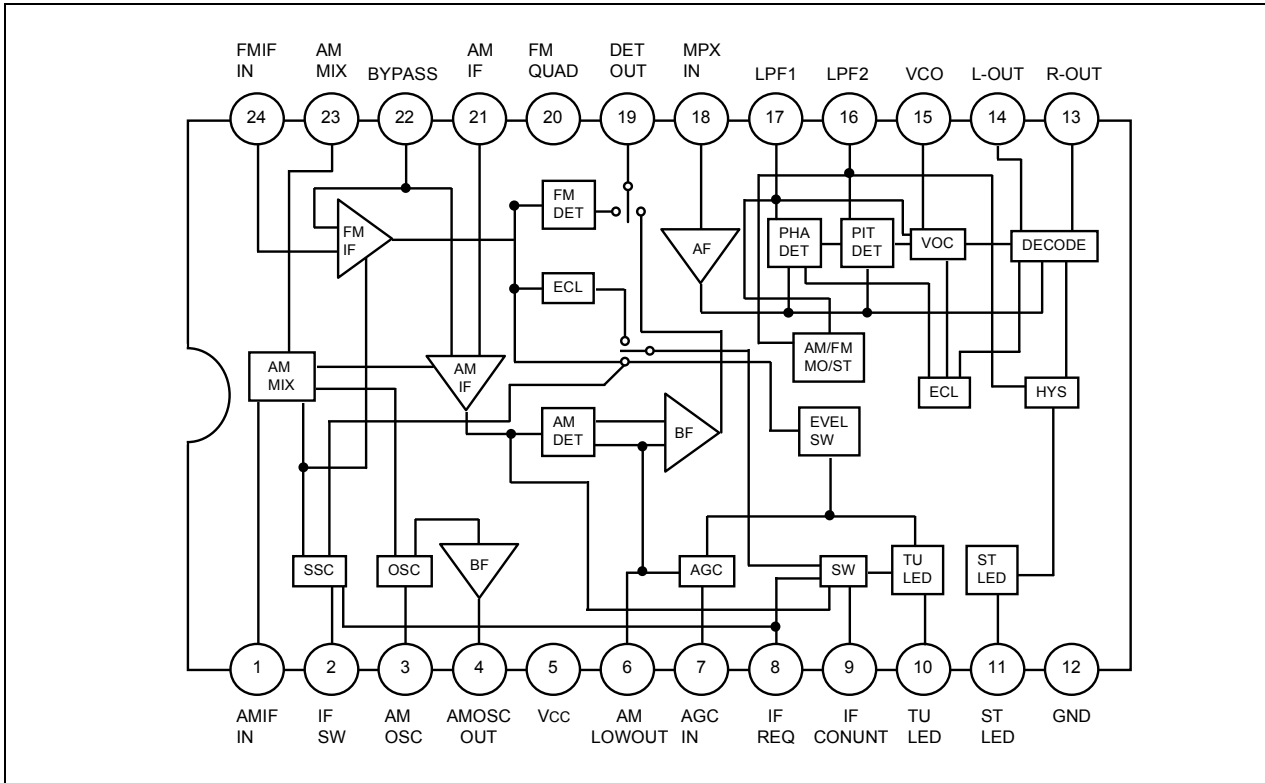 FMIF IN
AM MIX
BYPASS
AM IF
FM QUAD
DET OUT
MPX IN
LPF1
LPF2
VCO
L-OUT
R-OUT
24
23
22
21
20
19
18
17
16
15
14
13
FM IF
FM DET
AF
PHA DET
PIT DET
VOC
DECODE
ECL
AM MIX
AM IF
AM/FM MO/ST
ECL
HYS
AM DET
BF
EVEL SW
SSC
OSC
BF
AGC
SW
TU LED
ST LED
1
2
3
4
5
6
7
8
9
10
11
12
AMIF IN
IF SW
AM OSC
AMOSC OUT
VCC
AM LOWOUT
AGC IN
IF REQ
IF CONUNT
TU LED
ST LED
GND